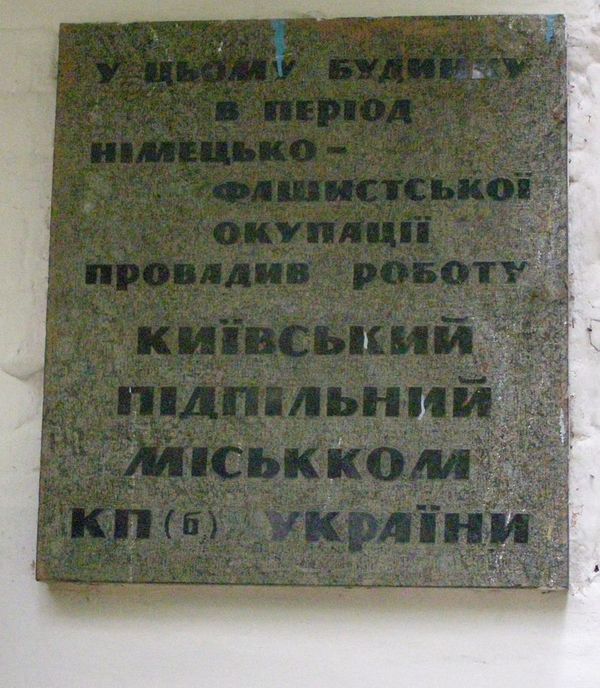 У ЦЬОМУ БУДИНКУ
В ПЕРІОД
НІМЕЦЬКО-
ФАШИСТСЬКОЇ
ОКУПАЦІЇ
ПРОВАДИВ РОБОТУ
КИЇВСЬКИЙ
ПІДПІЛЬНИЙ
МІСЬККОМ
КП(б) УКРАЇНИ